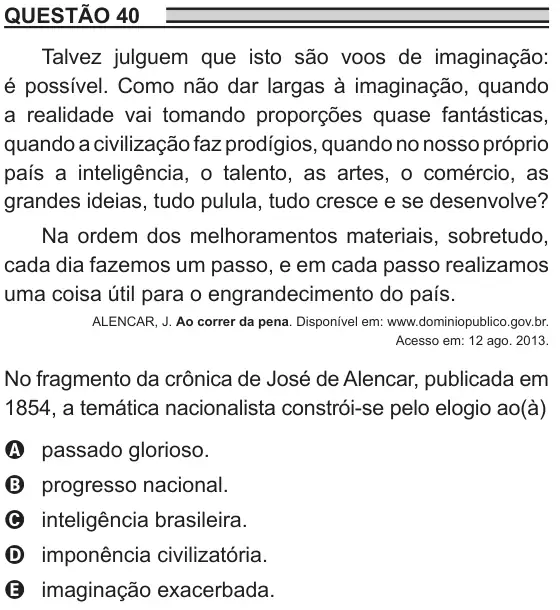 QUESTÃO 40
Talvez julguem que isto são voos de imaginação:
é possível. Como não dar largas à imaginação, quando
a realidade vai tomando proporções quase fantásticas,
quando a civilização faz prodígios, quando no nosso próprio
país a inteligência, o talento, as artes, o comércio, as
grandes ideias, tudo pulula, tudo cresce e se desenvolve?
Na ordem dos melhoramentos materiais, sobretudo,
cada dia fazemos um passo, e em cada passo realizamos
uma coisa útil para o engrandecimento do país.
ALENCAR, J. Ao correr da pena. Disponível em: www.dominiopublico.gov.br.
Acesso em: 12 ago. 2013.
No fragmento da crônica de José de Alencar, publicada em
1854, a temática nacionalista constrói-se pelo elogio ao(à)
A passado glorioso.
B progresso nacional.
C inteligência brasileira.
D imponência civilizatória.
E imaginação exacerbada.